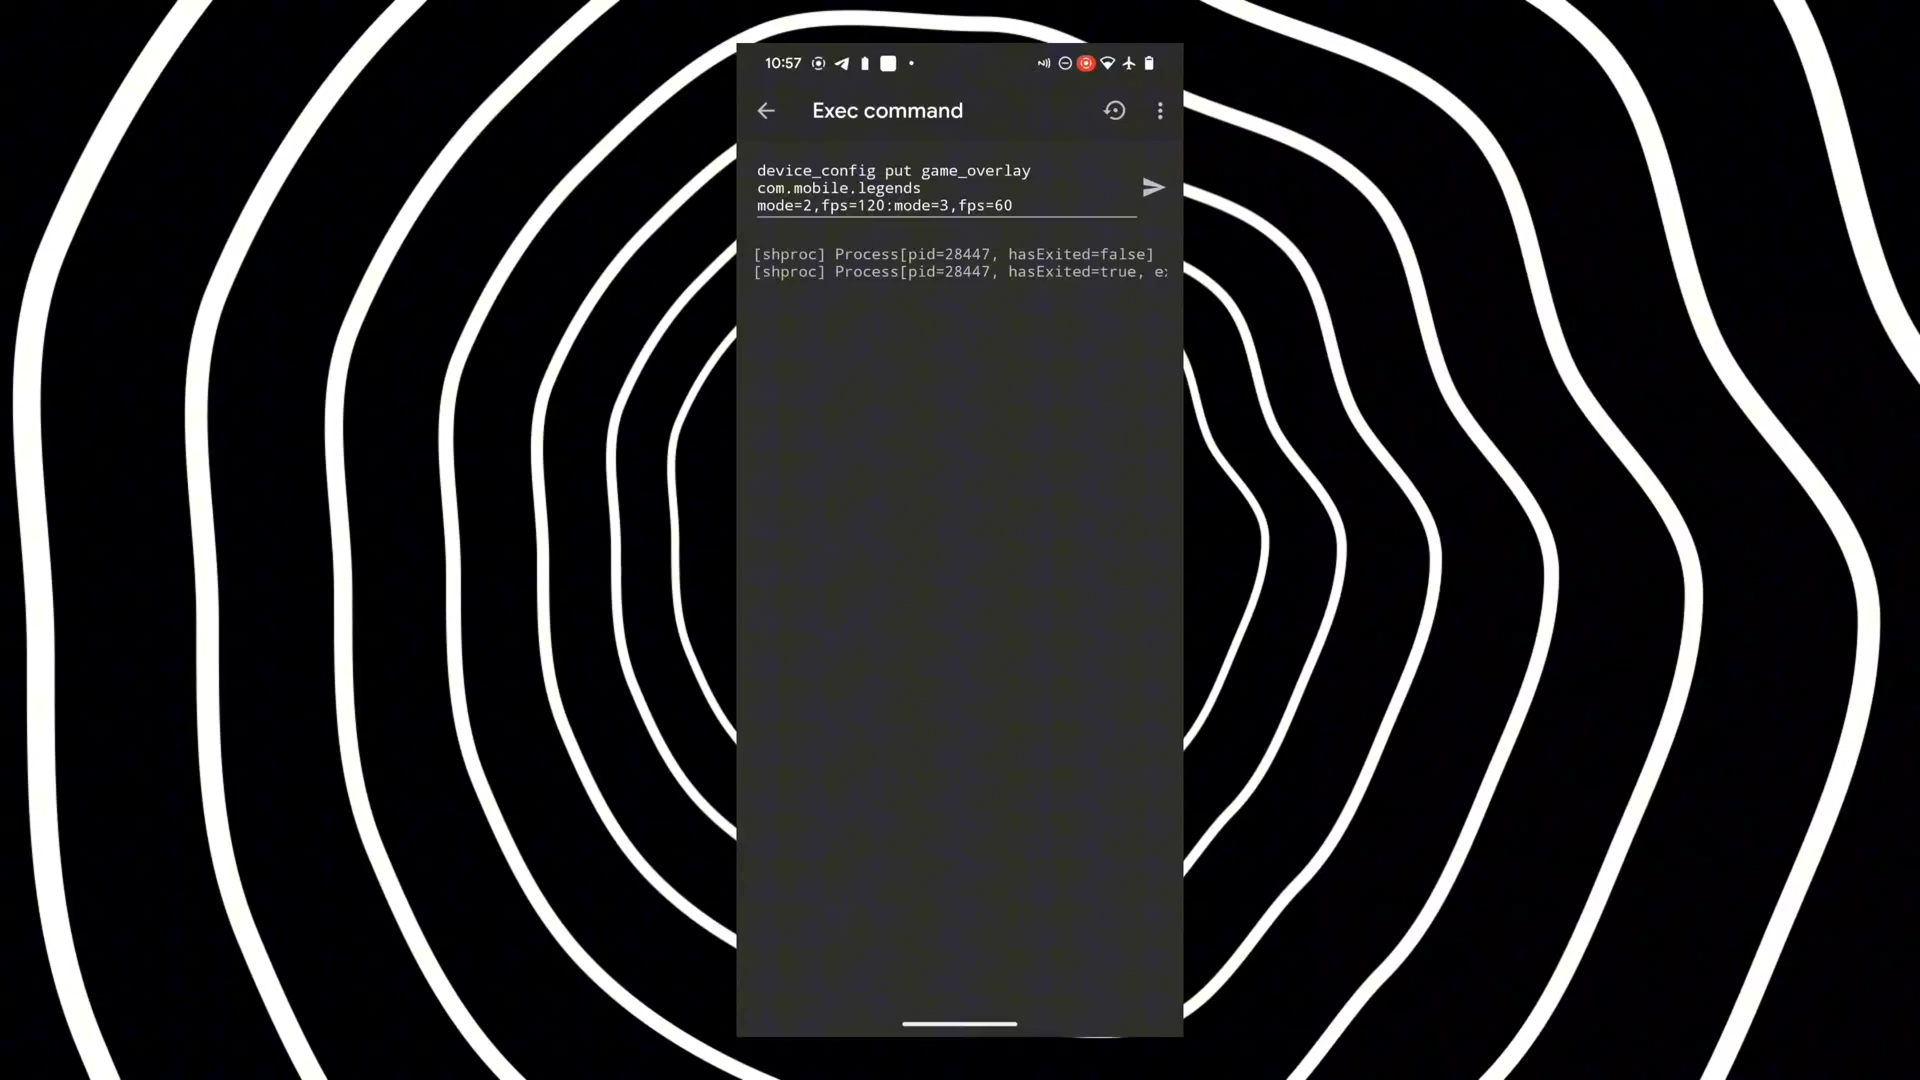 10:57
Exec command
device_config put game_overlay
com.mobile.legends
mode=2,fps=120:mode=3,fps=60
[shproc] Process[pid=28447, hasExited=false]
[shproc] Process[pid=28447, hasExited=true, ex